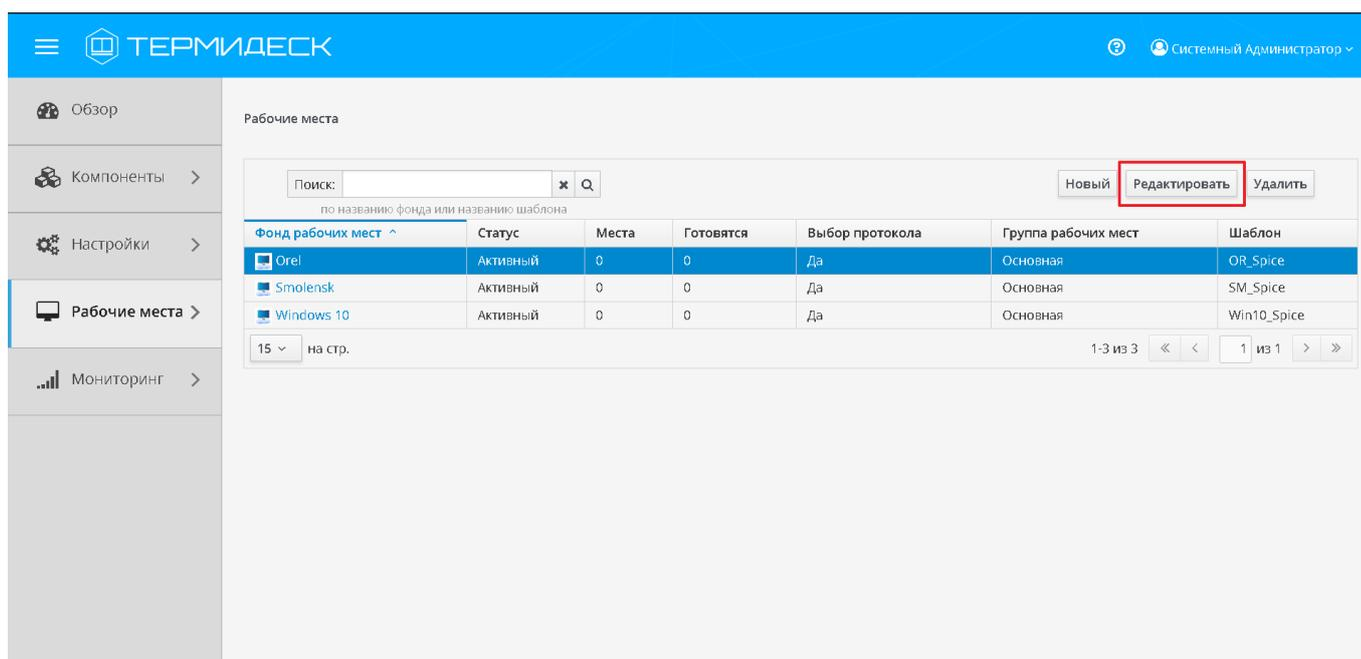 ТЕРМИДЕСК
Системный Администратор
Обзор
Компоненты
Настройки
Рабочие места
Мониторинг
Рабочие места
Поиск:
по названию фонда или названию шаблона
Новый Редактировать Удалить
Фонд рабочих мест Статус Места Готовятся Выбор протокола Группа рабочих мест Шаблон
Orel Активный 0 0 Да Основная OR_Spice
Smolensk Активный 0 0 Да Основная SM_Spice
Windows 10 Активный 0 0 Да Основная Win10_Spice
15 на стр. 1-3 из 3 1 из 1